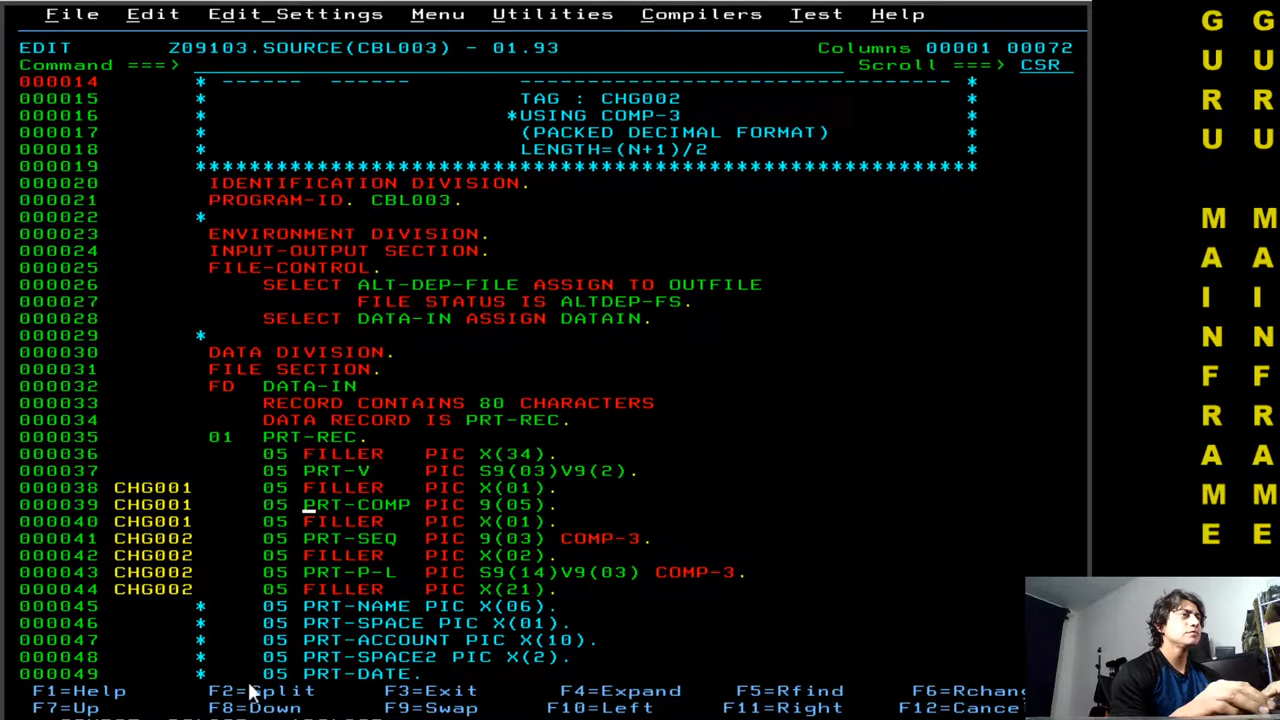 File Edit Edit_Settings Menu Utilities Compilers Test Help
EDIT Z09103.SOURCE(CBL003) - 01.93 Columns 00001 00072
Command ===> Scroll ===> CSR
000014 * ------ ------ -------------------------------- *
000015 * TAG : CHG002 *
000016 * *USING COMP-3 *
000017 * (PACKED DECIMAL FORMAT) *
000018 * LENGTH=(N+1)/2 *
000019 **********************************************************
000020 IDENTIFICATION DIVISION.
000021 PROGRAM-ID. CBL003.
000022 *
000023 ENVIRONMENT DIVISION.
000024 INPUT-OUTPUT SECTION.
000025 FILE-CONTROL.
000026 SELECT ALT-DEP-FILE ASSIGN TO OUTFILE
000027 FILE STATUS IS ALTDEP-FS.
000028 SELECT DATA-IN ASSIGN DATAIN.
000029 *
000030 DATA DIVISION.
000031 FILE SECTION.
000032 FD DATA-IN
000033 RECORD CONTAINS 80 CHARACTERS
000034 DATA RECORD IS PRT-REC.
000035 01 PRT-REC.
000036 05 FILLER PIC X(34).
000037 05 PRT-V PIC S9(03)V9(2).
000038 CHG001 05 FILLER PIC X(01).
000039 CHG001 05 PRT-COMP PIC 9(05).
000040 CHG001 05 FILLER PIC X(01).
000041 CHG002 05 PRT-SEQ PIC 9(03) COMP-3.
000042 CHG002 05 FILLER PIC X(02).
000043 CHG002 05 PRT-P-L PIC S9(14)V9(03) COMP-3.
000044 CHG002 05 FILLER PIC X(21).
000045 * 05 PRT-NAME PIC X(06).
000046 * 05 PRT-SPACE PIC X(01).
000047 * 05 PRT-ACCOUNT PIC X(10).
000048 * 05 PRT-SPACE2 PIC X(2).
000049 * 05 PRT-DATE.
F1=Help F2=Split F3=Exit F4=Expand F5=Rfind F6=Rchang
F7=Up F8=Down F9=Swap F10=Left F11=Right F12=Cance
GURU MAINFRAME
GURU MAINFRAME